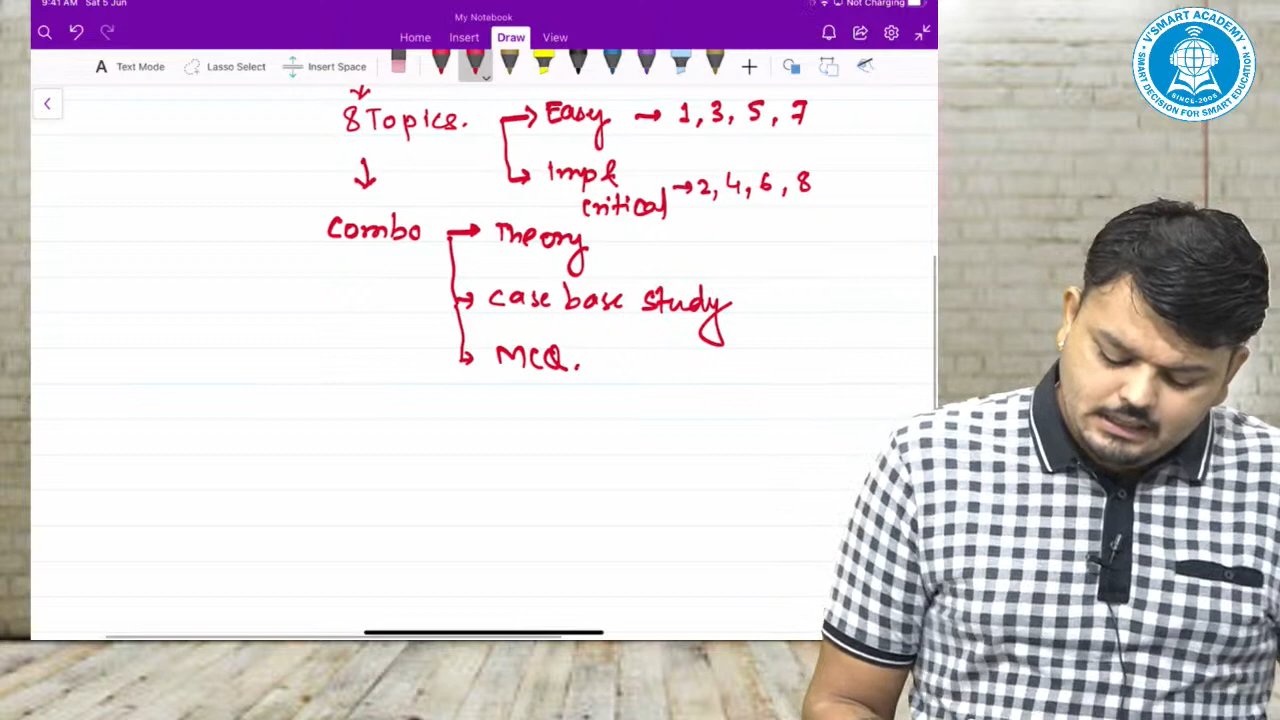 9:41 AM Sat 5 Jun
Not Charging
My Notebook
Home Insert Draw View
A Text Mode Lasso Select Insert Space
8 Topics. → Easy → 1, 3, 5, 7
→ Impt
critical → 2, 4, 6, 8
Combo → Theory
→ case base study
→ MCQ.
V'SMART ACADEMY
SINCE-2008
SMART DECISION FOR SMART EDUCATION